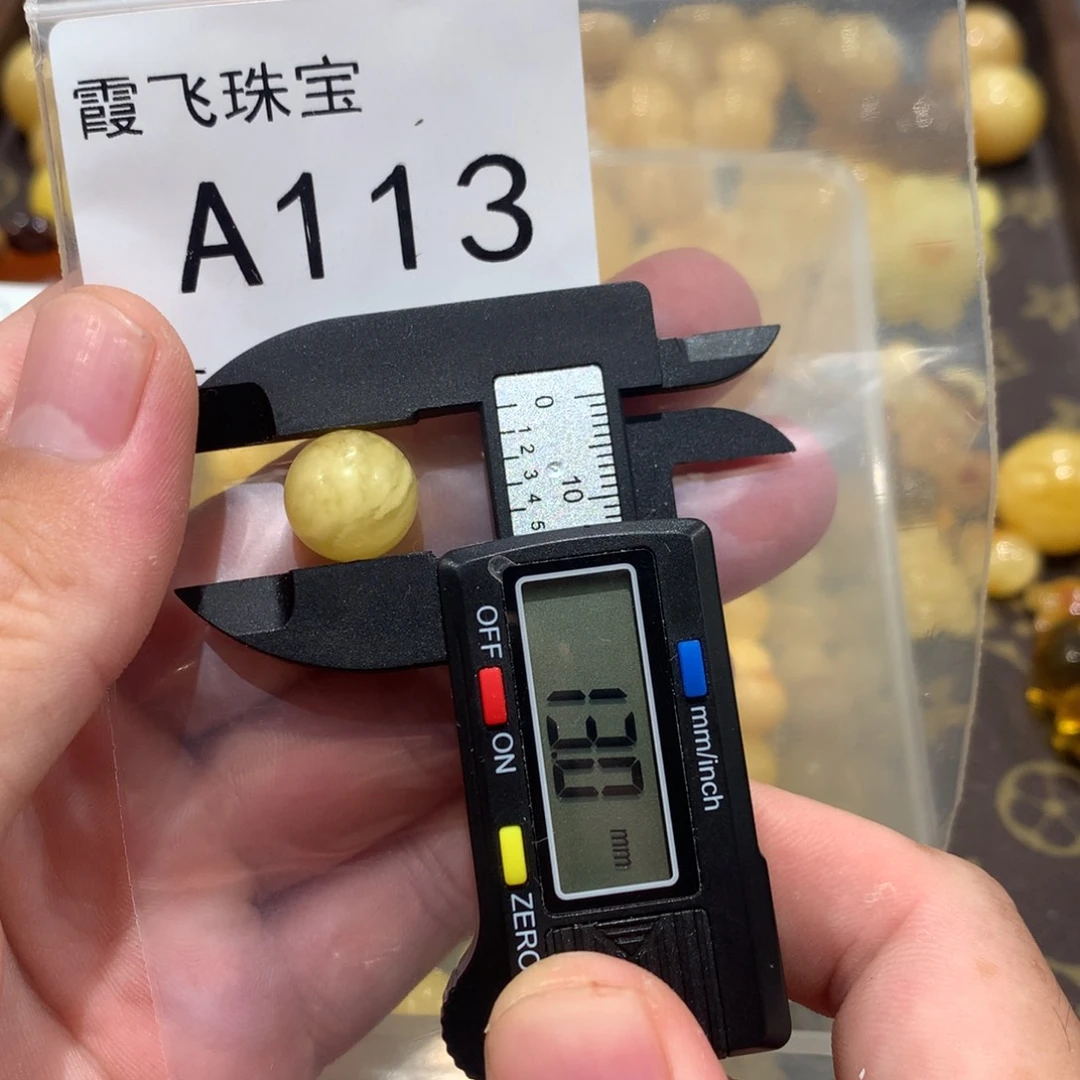 霞飞珠宝
A113
0
1 2 3 4 5
10
OFF
ON
mm/inch
13.0
mm
ZERO